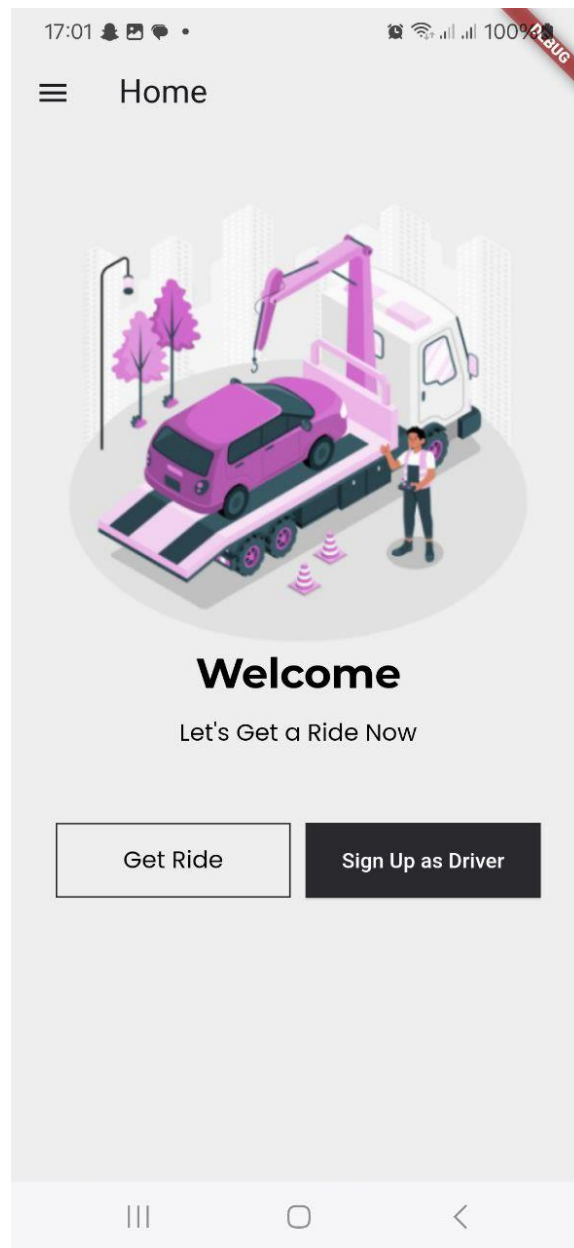 17:01
100%
DEBUG
Home
Welcome
Let's Get a Ride Now
Get Ride
Sign Up as Driver